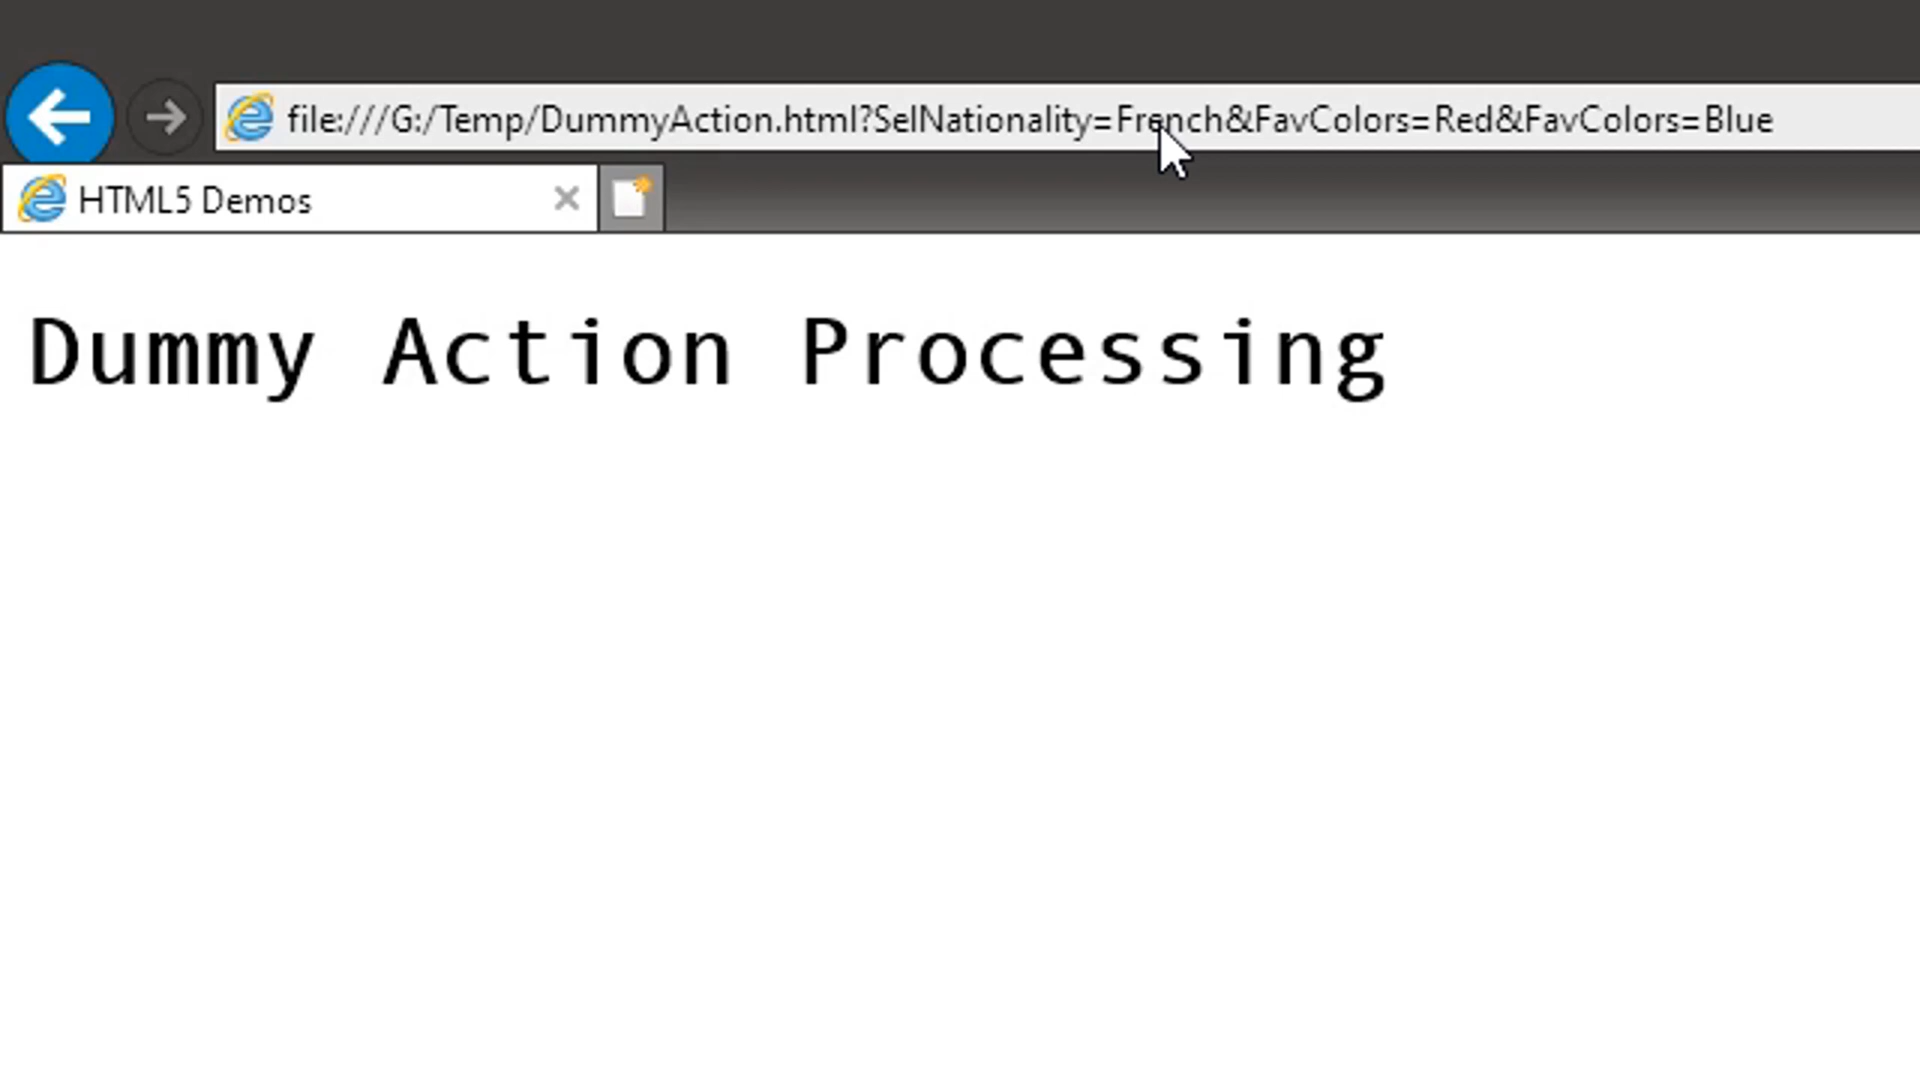 file:///G:/Temp/DummyAction.html?SelNationality=French&FavColors=Red&FavColors=Blue
HTML5 Demos
Dummy Action Processing